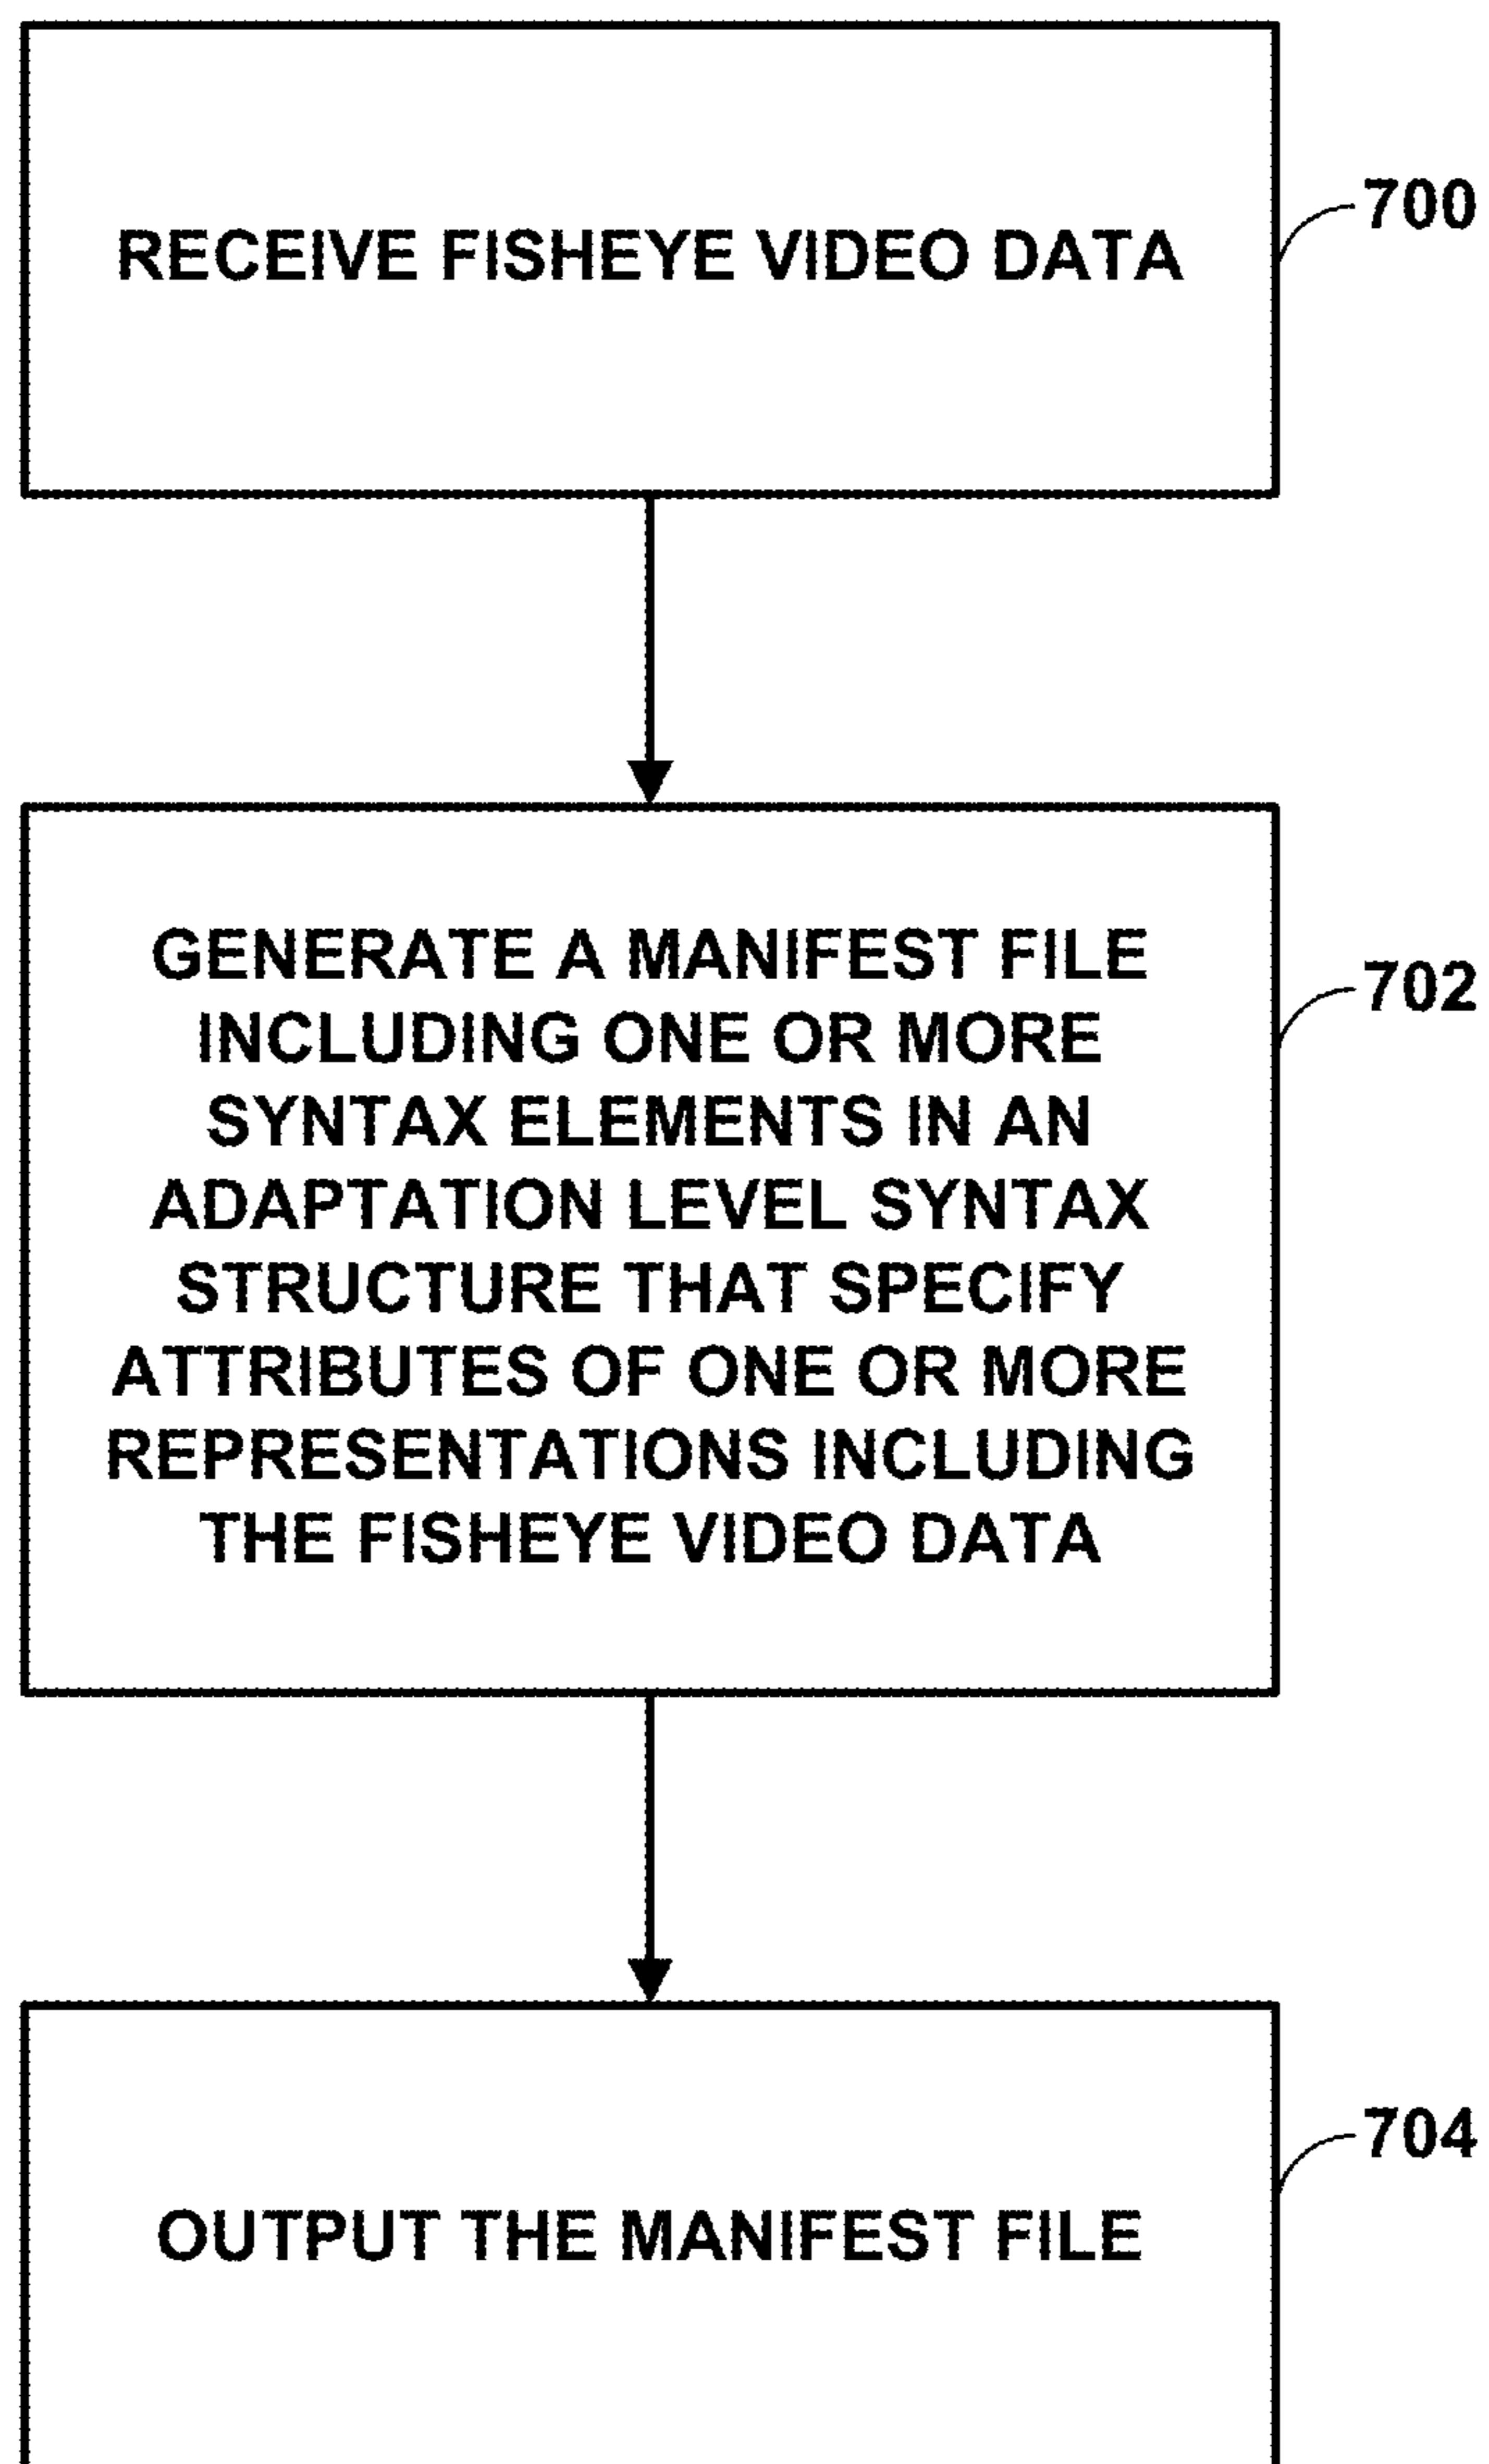 RECEIVE FISHEYE VIDEO DATA
700
GENERATE A MANIFEST FILE
INCLUDING ONE OR MORE
SYNTAX ELEMENTS IN AN
ADAPTATION LEVEL SYNTAX
STRUCTURE THAT SPECIFY
ATTRIBUTES OF ONE OR MORE
REPRESENTATIONS INCLUDING
THE FISHEYE VIDEO DATA
702
OUTPUT THE MANIFEST FILE
704